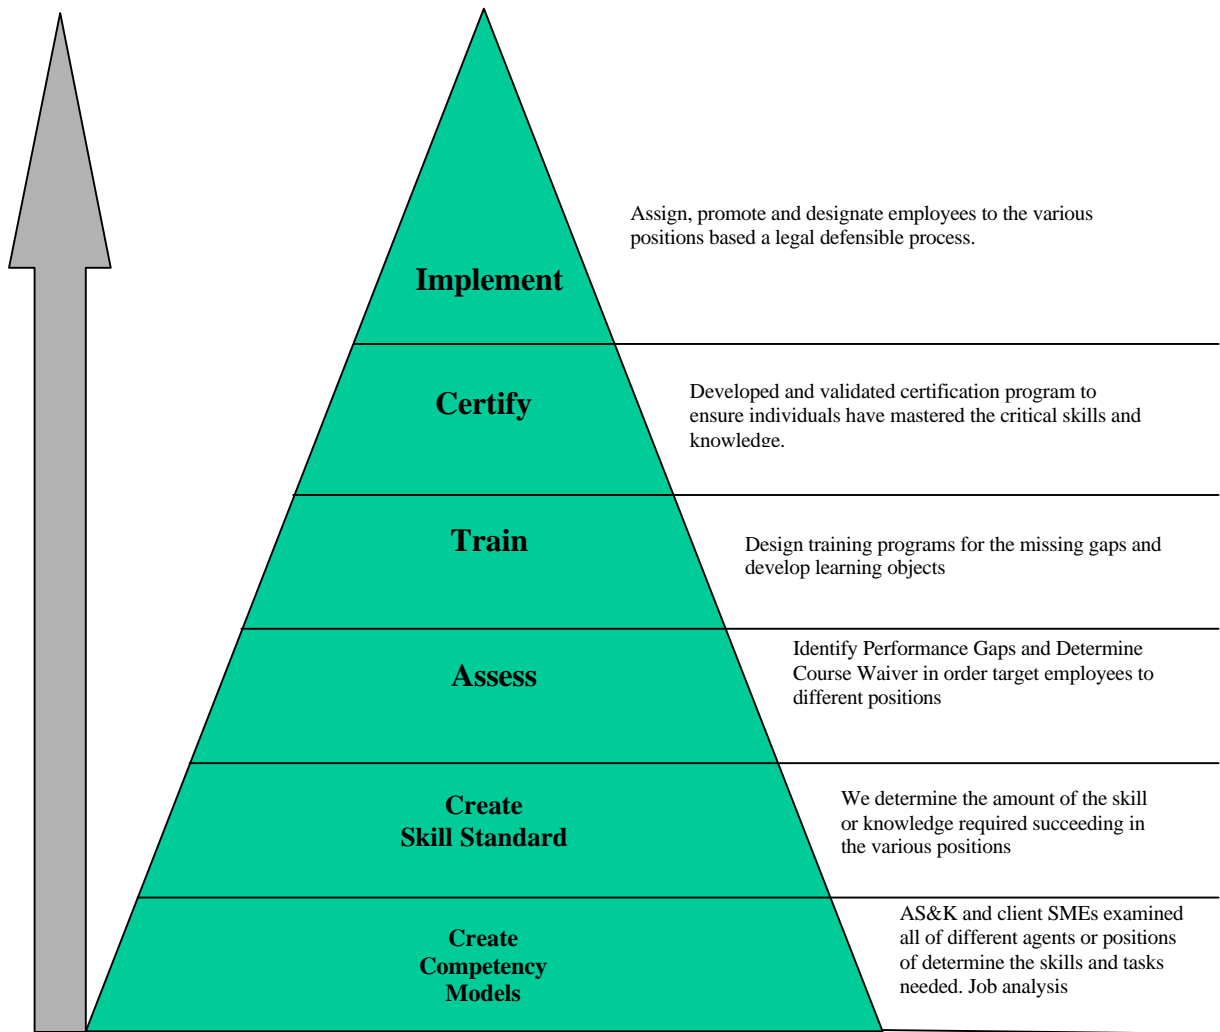 Assign, promote and designate employees to the various
positions based a legal defensible process.
Implement
Certify
Developed and validated certification program to
ensure individuals have mastered the critical skills and
knowledge.
Train
Design training programs for the missing gaps and
develop learning objects
Assess
Identify Performance Gaps and Determine
Course Waiver in order target employees to
different positions
Create
Skill Standard
We determine the amount of the skill
or knowledge required succeeding in
the various positions
Create
Competency
Models
AS&K and client SMEs examined
all of different agents or positions
of determine the skills and tasks
needed. Job analysis